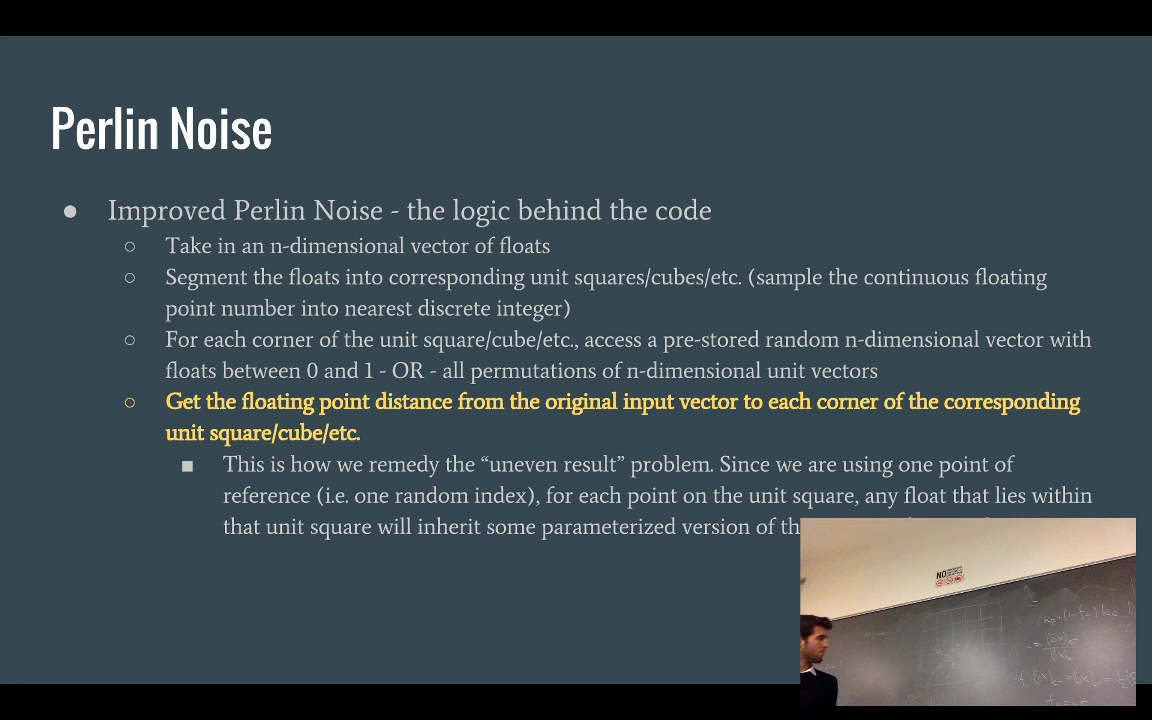 Perlin Noise
● Improved Perlin Noise - the logic behind the code
○ Take in an n-dimensional vector of floats
○ Segment the floats into corresponding unit squares/cubes/etc. (sample the continuous floating
point number into nearest discrete integer)
○ For each corner of the unit square/cube/etc., access a pre-stored random n-dimensional vector with
floats between 0 and 1 - OR - all permutations of n-dimensional unit vectors
○ Get the floating point distance from the original input vector to each corner of the corresponding
unit square/cube/etc.
■ This is how we remedy the “uneven result” problem. Since we are using one point of
reference (i.e. one random index), for each point on the unit square, any float that lies within
that unit square will inherit some parameterized version of
NO